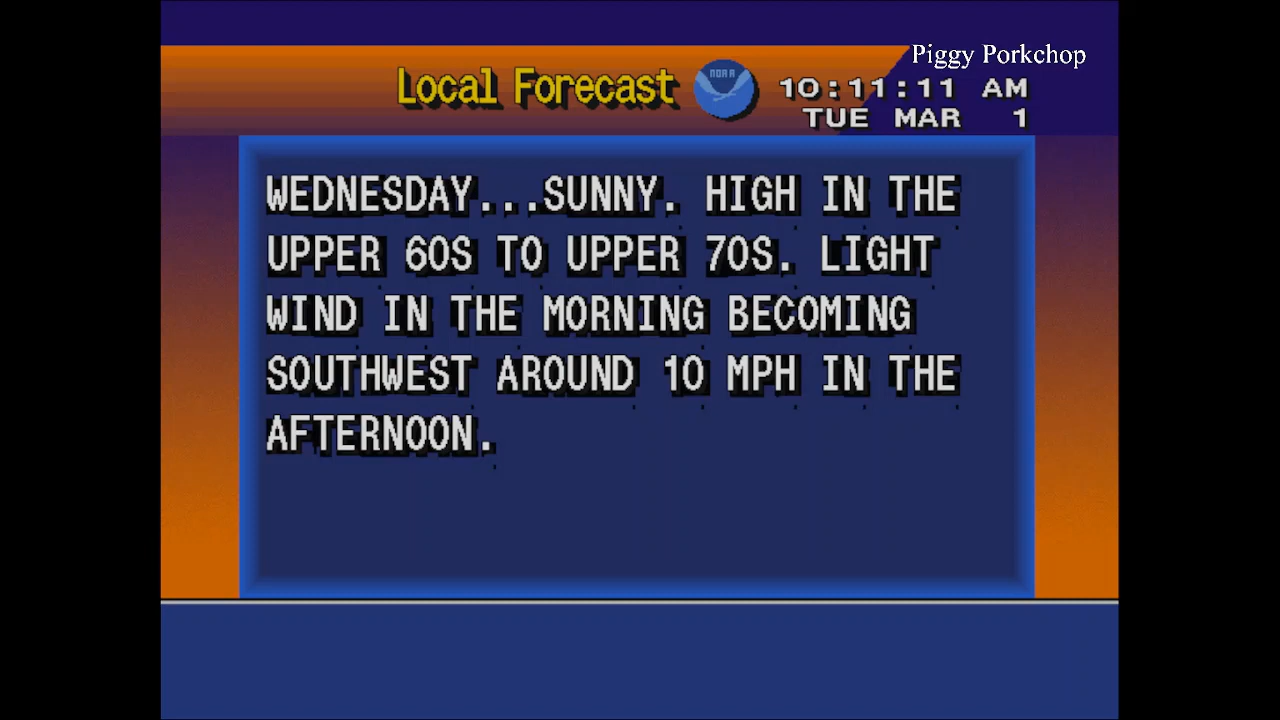 Piggy Porkchop
Local Forecast
NOAA
10:11:11 AM
TUE MAR 1
WEDNESDAY...SUNNY. HIGH IN THE
UPPER 60S TO UPPER 70S. LIGHT
WIND IN THE MORNING BECOMING
SOUTHWEST AROUND 10 MPH IN THE
AFTERNOON.